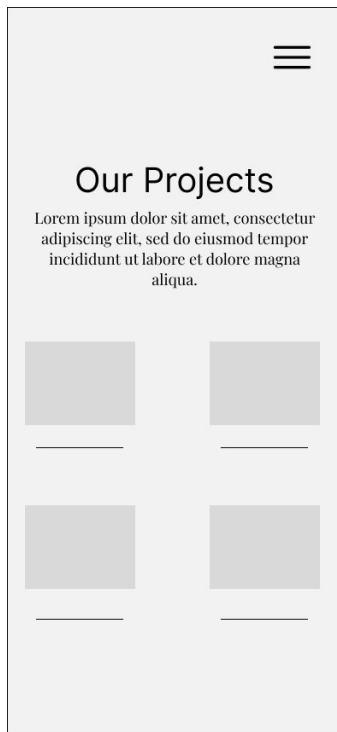 Our Projects
Lorem ipsum dolor sit amet, consectetur
adipiscing elit, sed do eiusmod tempor
incididunt ut labore et dolore magna
aliqua.